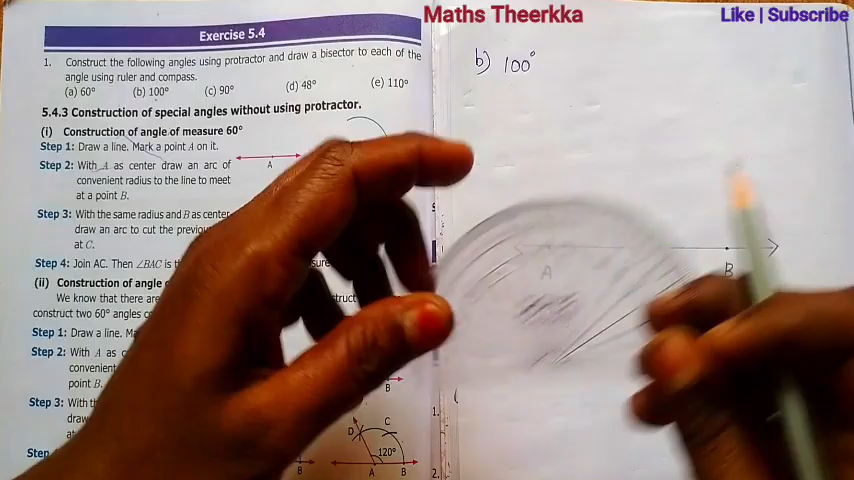 Maths Theerkka
Like | Subscribe
Exercise 5.4
1. Construct the following angles using protractor and draw a bisector to each of the
angle using ruler and compass.
(a) 60° (b) 100° (c) 90° (d) 48° (e) 110°
5.4.3 Construction of special angles without using protractor.
(i) Construction of angle of measure 60°
Step 1: Draw a line. Mark a point A on it.
A
Step 2: With A as center draw an arc of
convenient radius to the line to meet
at a point B.
Step 3: With the same radius and B as center
draw an arc to cut the
at C.
Step 4: Join AC. Then ∠BAC is
(ii) Construction of
We know that there are
construct two 60° angles
Step 1: Draw a line.
Step 2: With A as
convenient
point B.
B
Step 3:
draw
at
D C
120°
B A B
b) 100°
A B
1.
2.